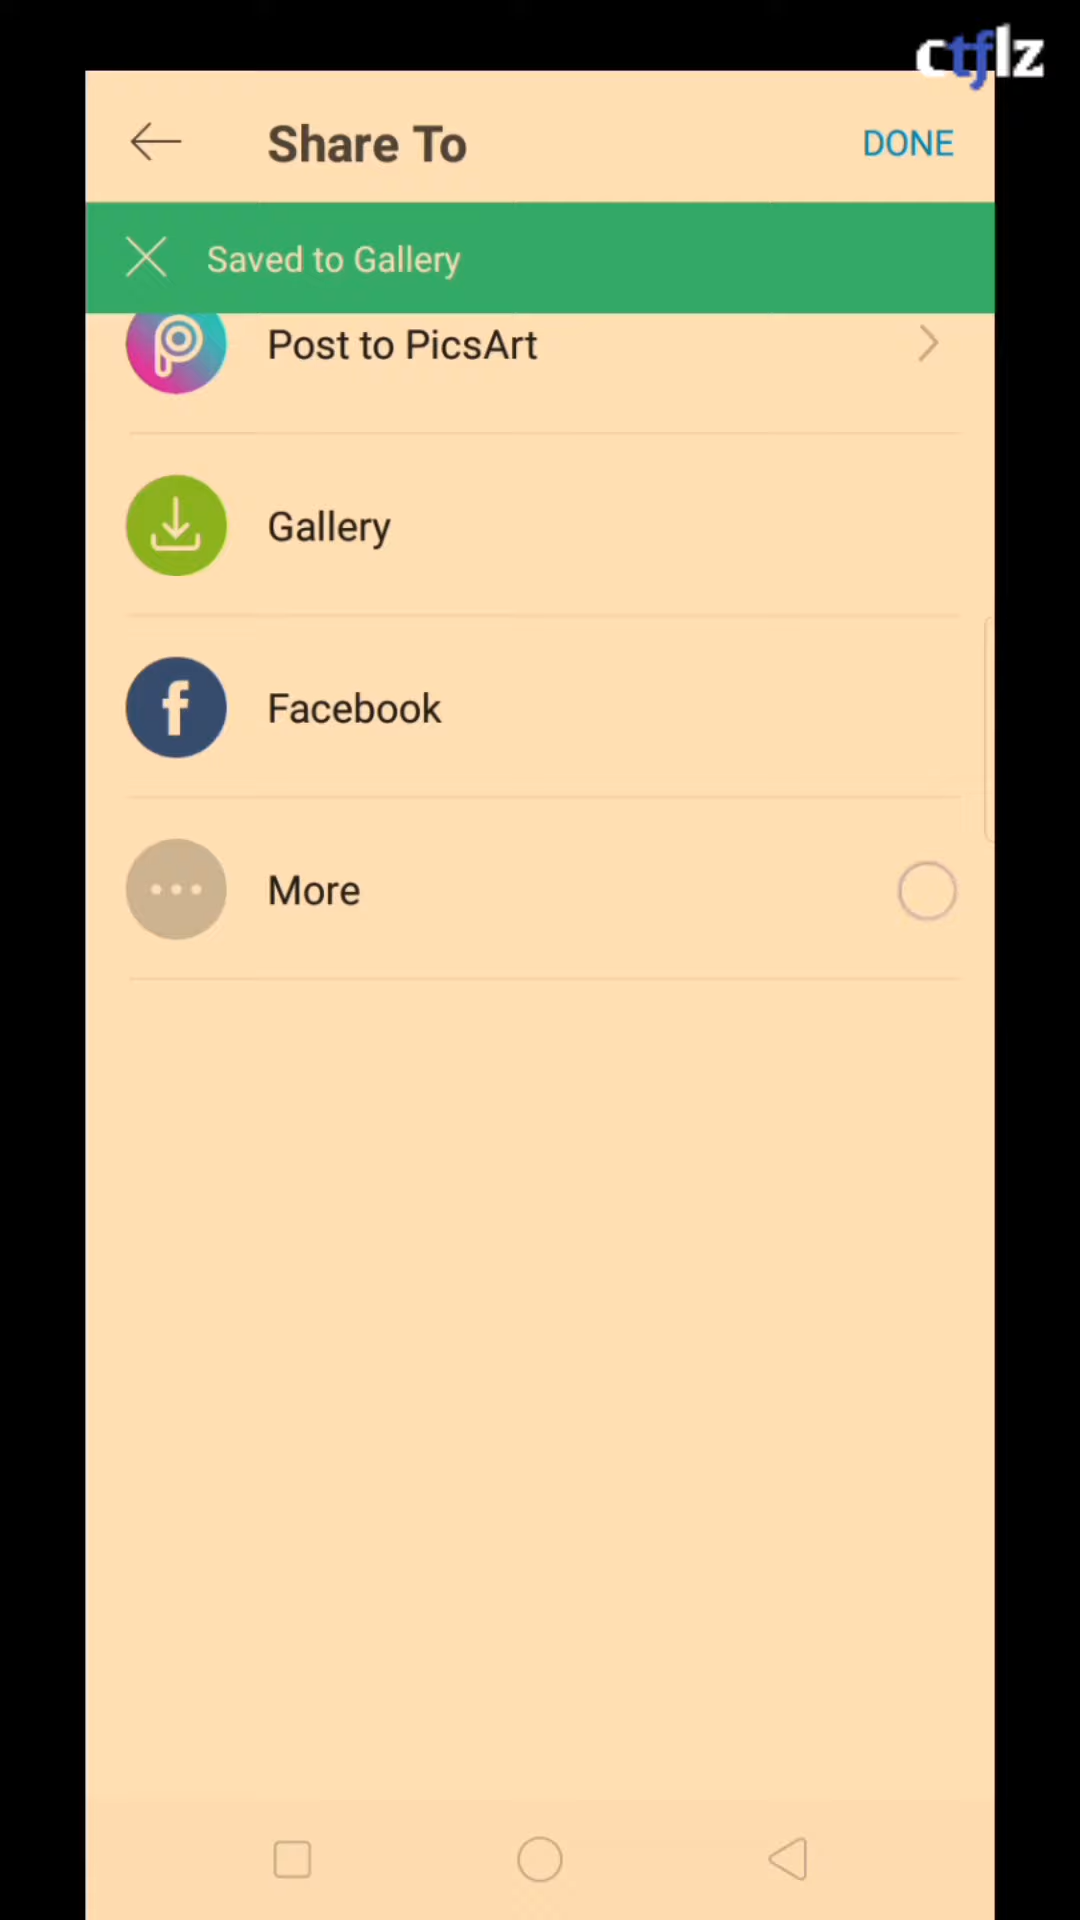 ctflz
Share To
DONE
Saved to Gallery
Post to PicsArt
Gallery
Facebook
More